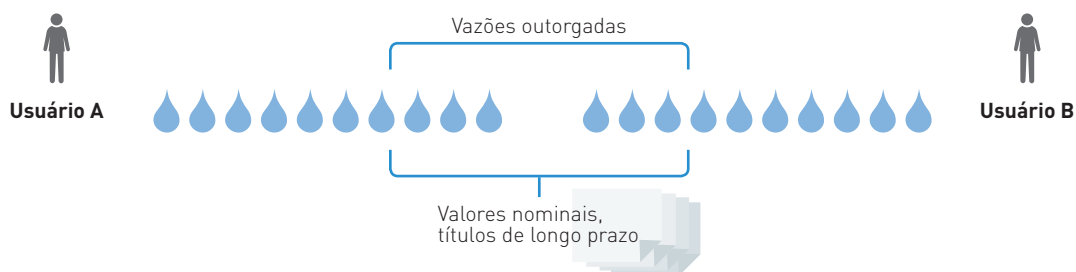 Vazões outorgadas
Usuário A
Usuário B
Valores nominais,
títulos de longo prazo